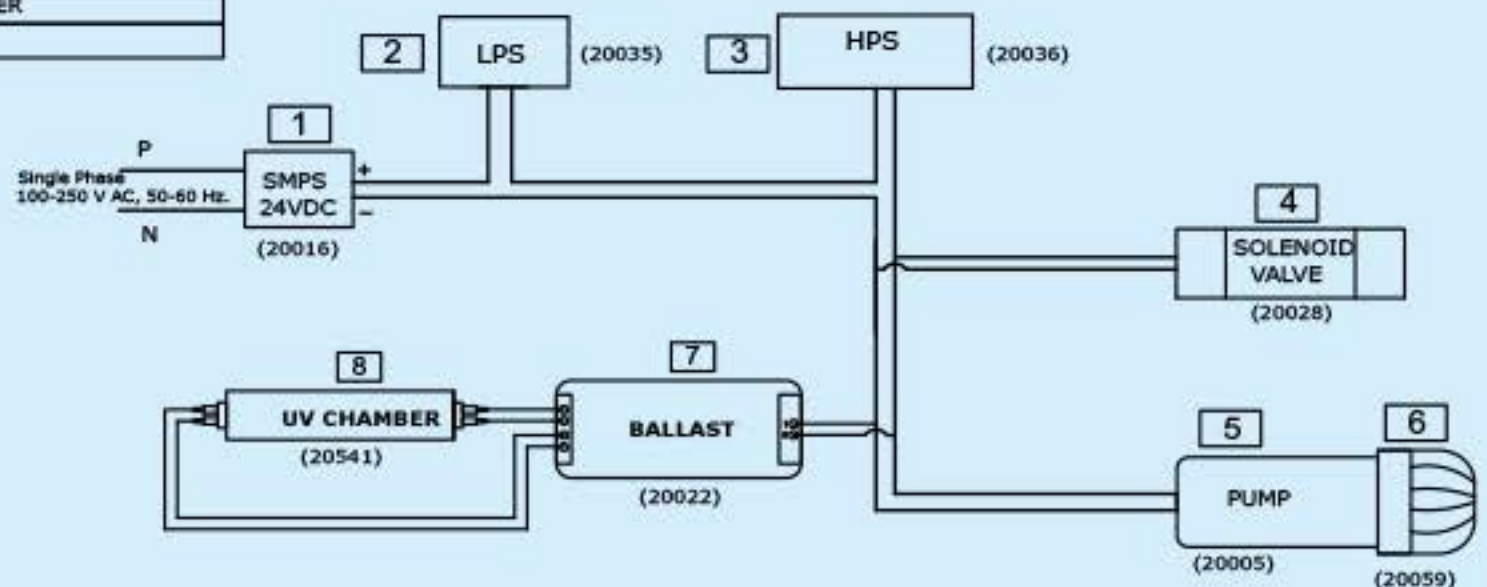 ER
2
LPS
(20035)
3
HPS
(20036)
1
P
Single Phase
100-250 V AC, 50-60 Hz.
N
SMPS
24VDC
+
−
(20016)
4
SOLENOID
VALVE
(20028)
8
UV CHAMBER
(20541)
7
BALLAST
(20022)
5
6
PUMP
(20005)
(20059)